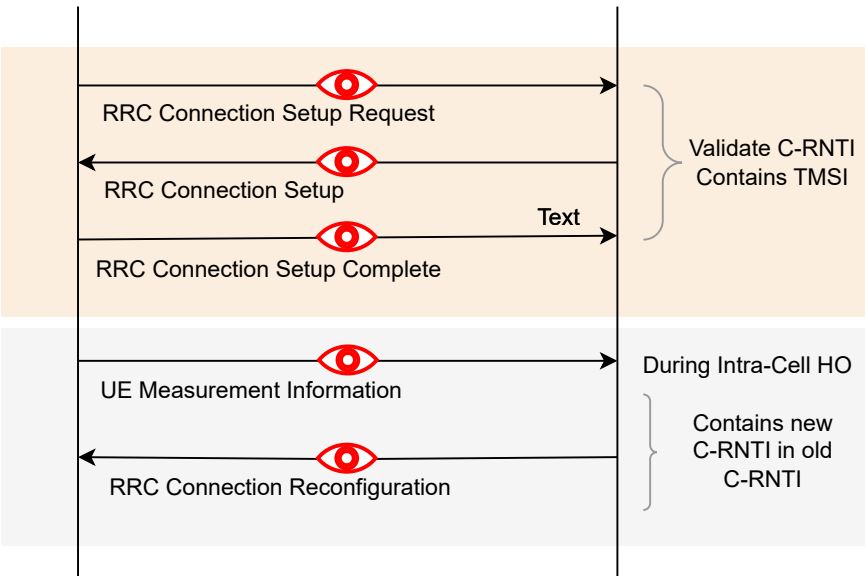 RRC Connection Setup Request
Validate C-RNTI
Contains TMSI
RRC Connection Setup
Text
RRC Connection Setup Complete
During Intra-Cell HO
UE Measurement Information
Contains new
C-RNTI in old
C-RNTI
RRC Connection Reconfiguration